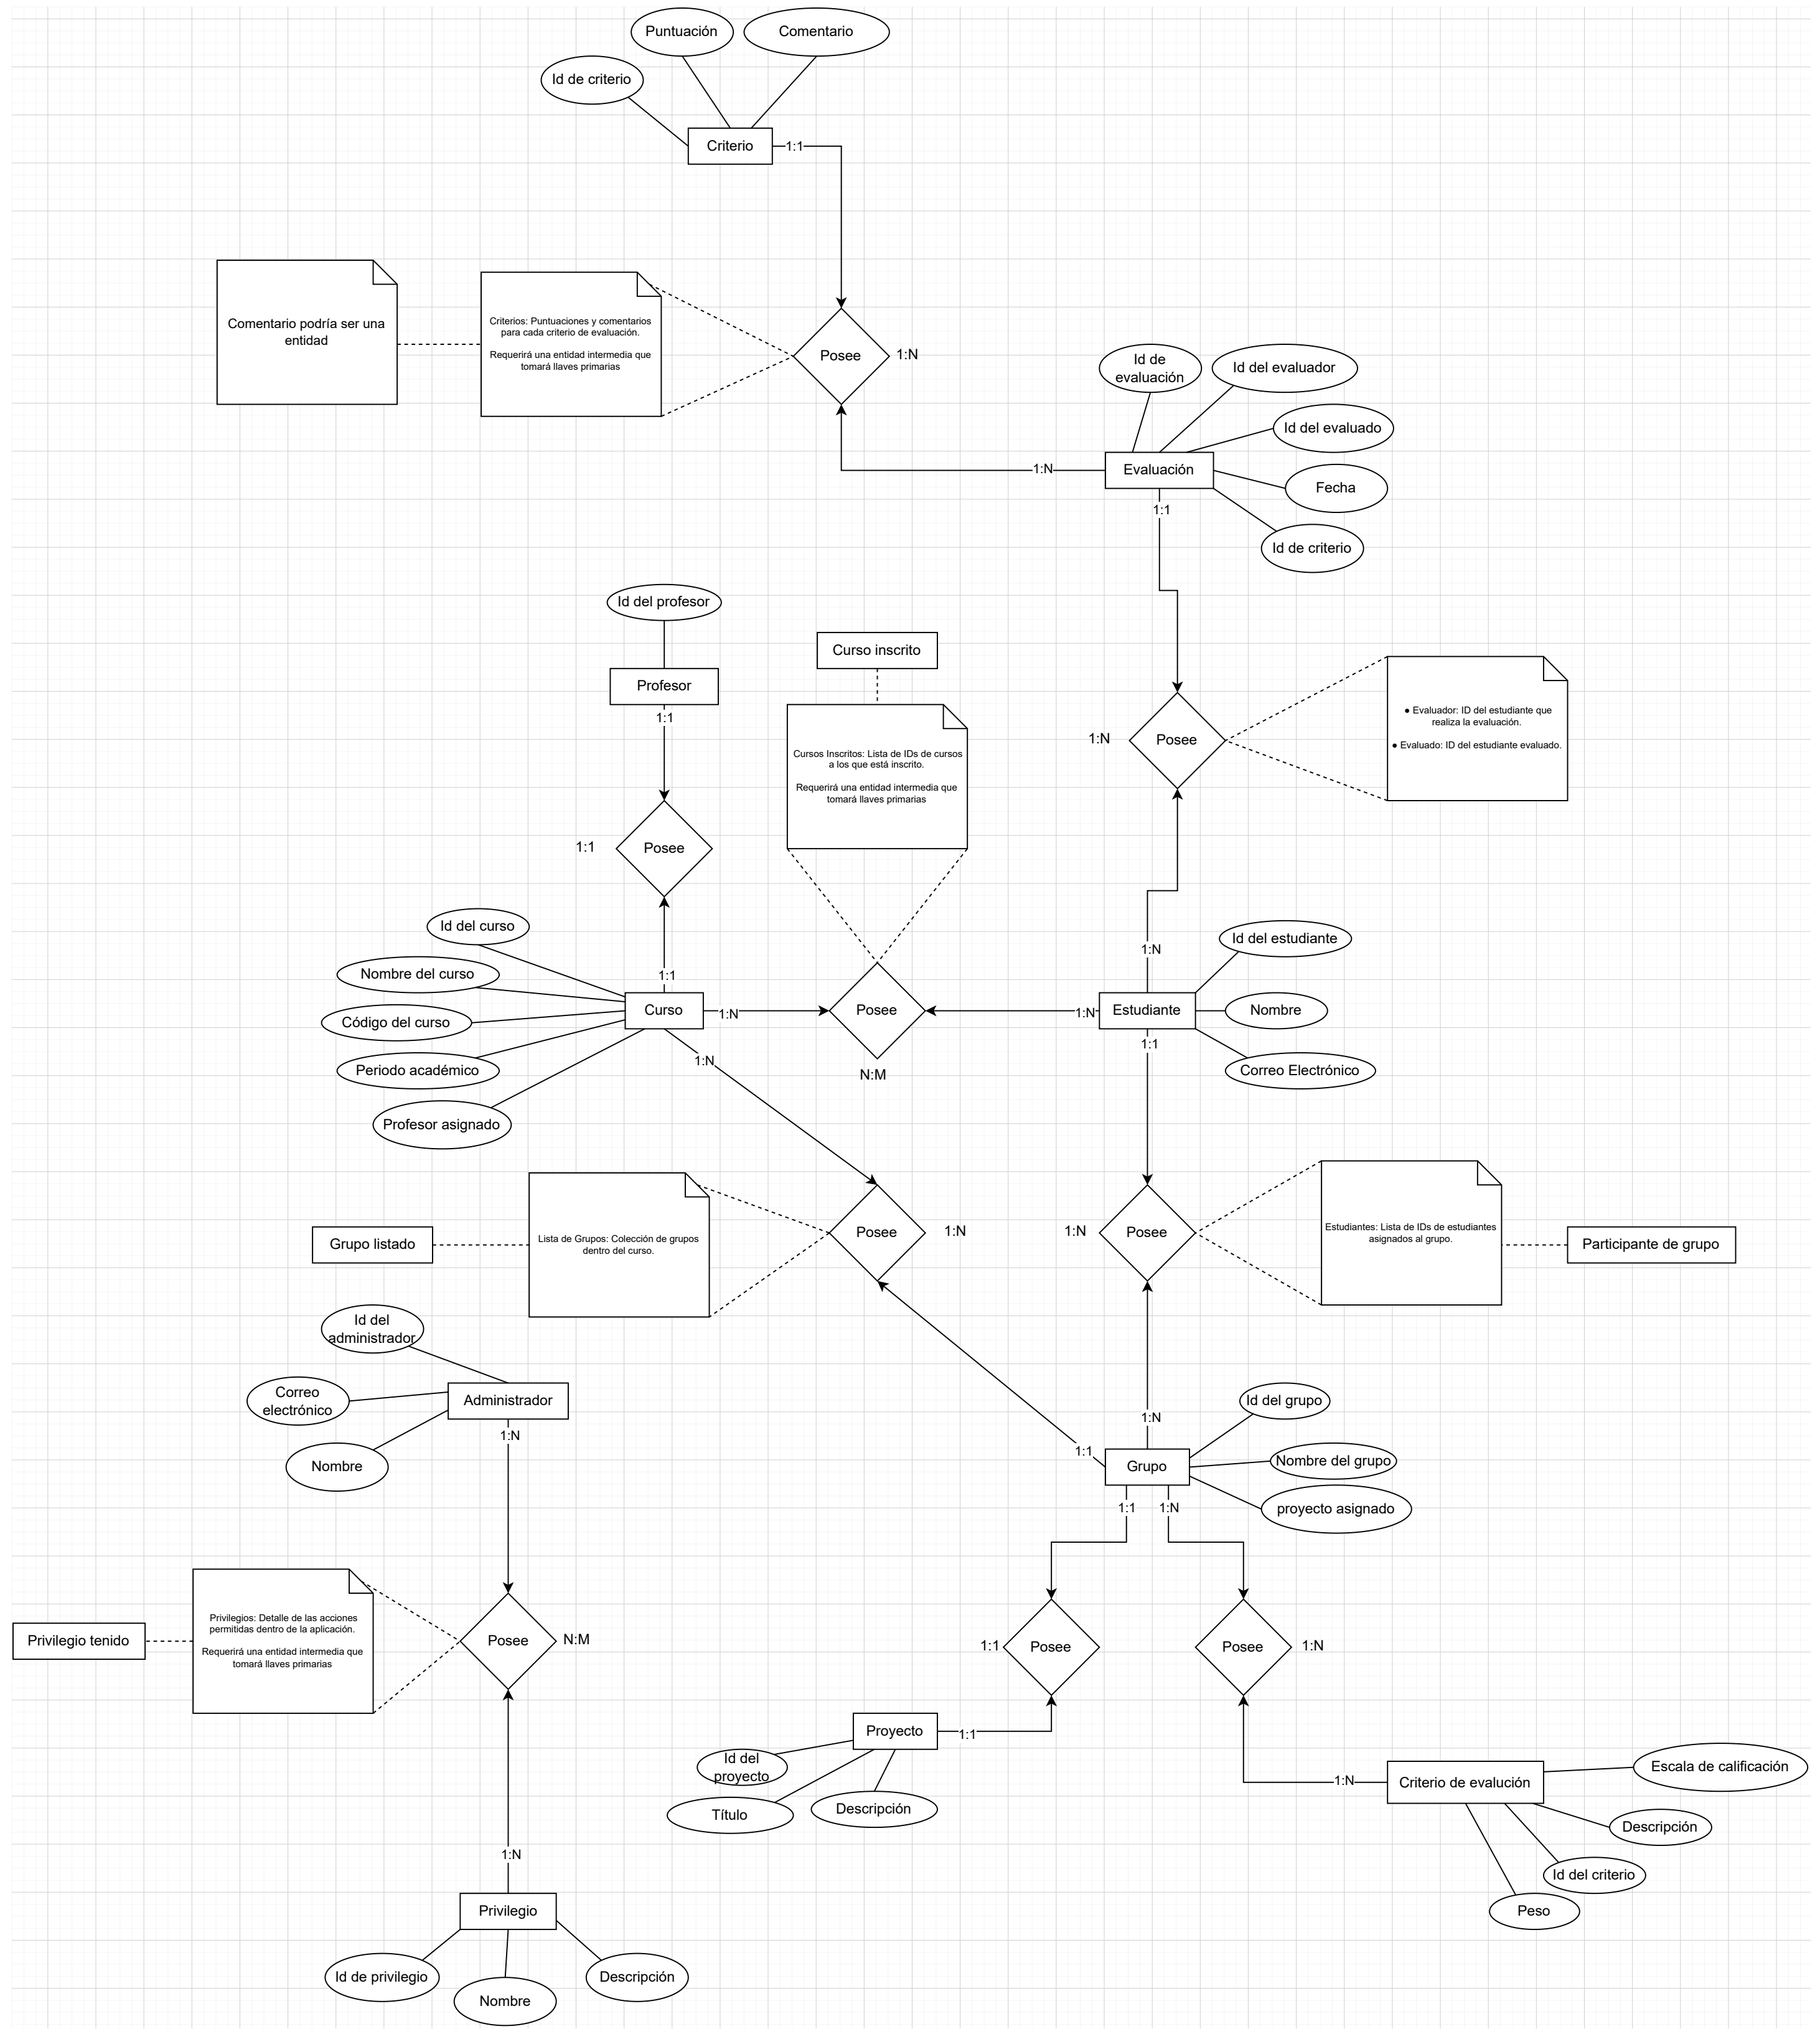 Puntuación
Comentario
Id de criterio
Criterio
1:1
Comentario podría ser una
entidad
Criterios: Puntuaciones y comentarios
para cada criterio de evaluación.
Requerirá una entidad intermedia que
tomará llaves primarias
Posee
1:N
Id de
evaluación
Id del evaluador
Id del evaluado
1:N
Evaluación
Fecha
1:1
Id de criterio
Id del profesor
Profesor
1:1
Curso inscrito
Cursos Inscritos: Lista de IDs de cursos
a los que está inscrito.
Requerirá una entidad intermedia que
tomará llaves primarias
1:N
Posee
● Evaluador: ID del estudiante que
realiza la evaluación.
● Evaluado: ID del estudiante evaluado.
1:1
Posee
Id del curso
Nombre del curso
Código del curso
Periodo académico
Profesor asignado
1:1
Curso
1:N
Posee
N:M
1:N
1:N
Estudiante
1:1
Id del estudiante
Nombre
Correo Electrónico
1:N
Grupo listado
Lista de Grupos: Colección de grupos
dentro del curso.
Posee
1:N
1:N
Posee
Estudiantes: Lista de IDs de estudiantes
asignados al grupo.
Participante de grupo
Id del
administrador
Correo
electrónico
Administrador
Nombre
1:N
1:N
1:1
Grupo
Id del grupo
Nombre del grupo
proyecto asignado
1:1
1:N
Privilegio tenido
Privilegios: Detalle de las acciones
permitidas dentro de la aplicación.
Requerirá una entidad intermedia que
tomará llaves primarias
Posee
N:M
1:1
Posee
Posee
1:N
Proyecto
1:1
Id del
proyecto
Título
Descripción
1:N
Criterio de evalución
Escala de calificación
Descripción
Id del criterio
Peso
1:N
Privilegio
Id de privilegio
Nombre
Descripción